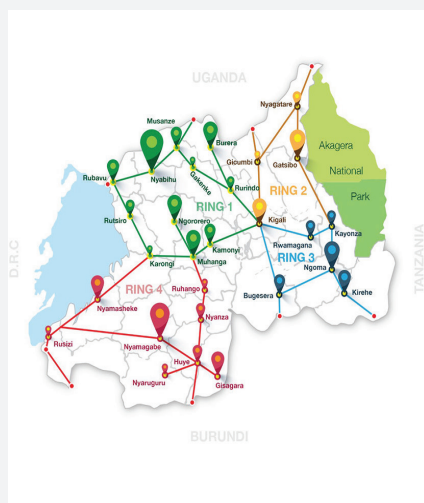 UGANDA
Nyagatare
Musanze
Burera
Akagera
National
Park
Gicumbi
Gatsibo
Rubavu
Nyabihu
Gakenke
Rurindo
RING 2
RING 1
Rutsiro
Ngororero
Kigali
Kayonza
Kamonyi
Rwamagana
D.R.C
Karongi
Muhanga
RING 3
Ngoma
TANZANIA
RING 4
Ruhango
Bugesera
Kirehe
Nyamasheke
Nyanza
Rusizi
Nyamagabe
Huye
Nyaruguru
Gisagara
BURUNDI